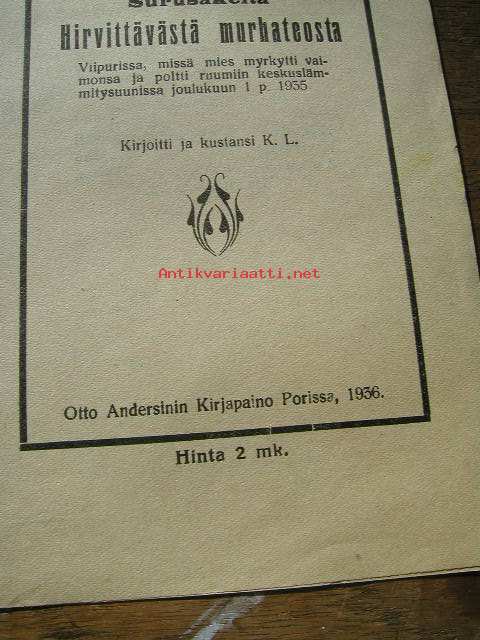 Surusäkeitä
Hirvittävästä murhateosta
Viipurissa, missä mies myrkytti vai-
monsa ja poltti ruumiin keskusläm-
mitysuunissa joulukuun 1 p. 1935
Kirjoitti ja kustansi K. L.
Antikvariaatti.net
Otto Andersinin Kirjapaino Porissa, 1936.
Hinta 2 mk.